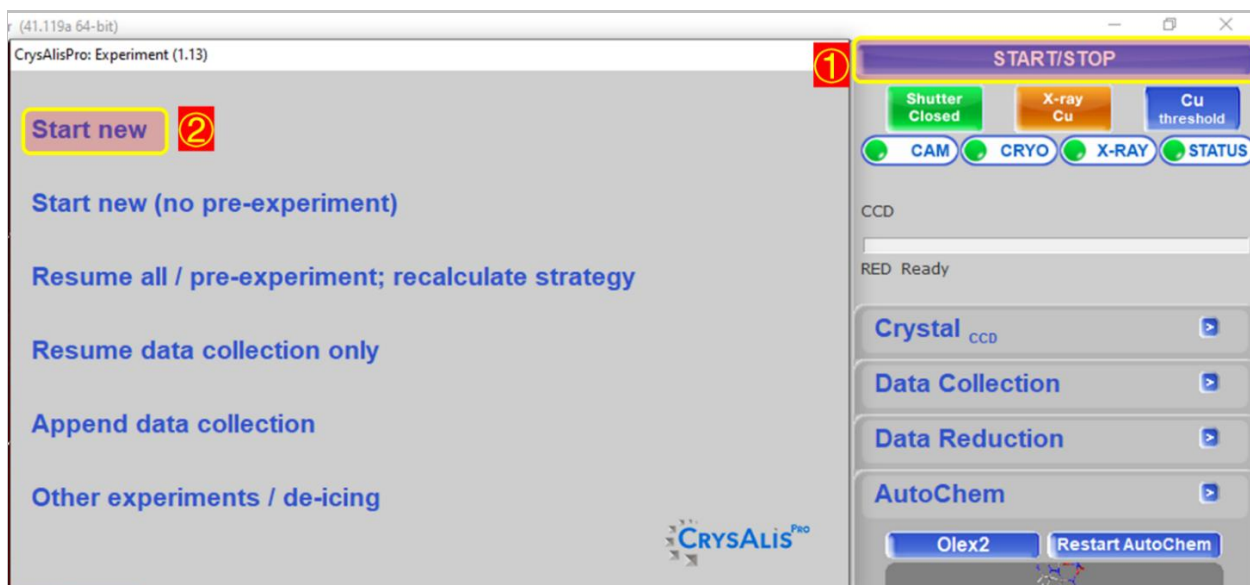 r (41.119a 64-bit)
CrysAlisPro: Experiment (1.13)
① START/STOP
Shutter Closed
X-ray Cu
Cu threshold
CAM CRYO X-RAY STATUS
Start new ②
Start new (no pre-experiment)
Resume all / pre-experiment; recalculate strategy
Resume data collection only
Append data collection
Other experiments / de-icing
CRYSALIS PRO
CCD
RED Ready
Crystal CCD
Data Collection
Data Reduction
AutoChem
Olex2 Restart AutoChem